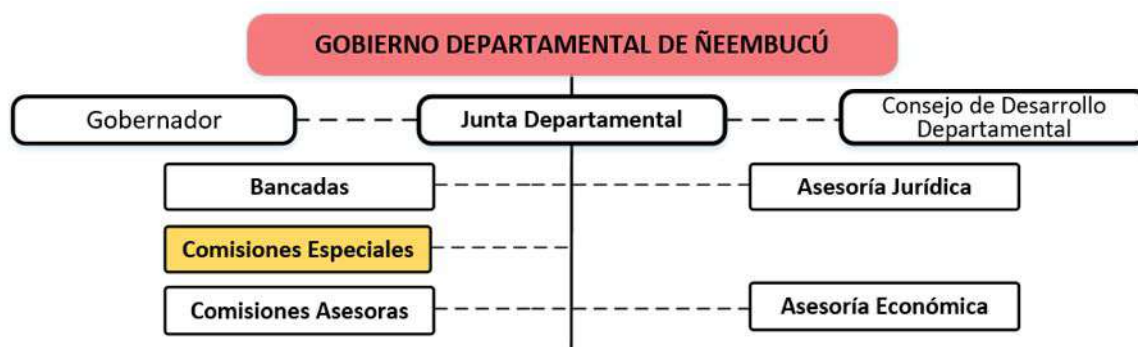 GOBIERNO DEPARTAMENTAL DE ÑEEMBUCÚ
Gobernador
Junta Departamental
Consejo de Desarrollo
Departamental
Bancadas
Asesoría Jurídica
Comisiones Especiales
Comisiones Asesoras
Asesoría Económica